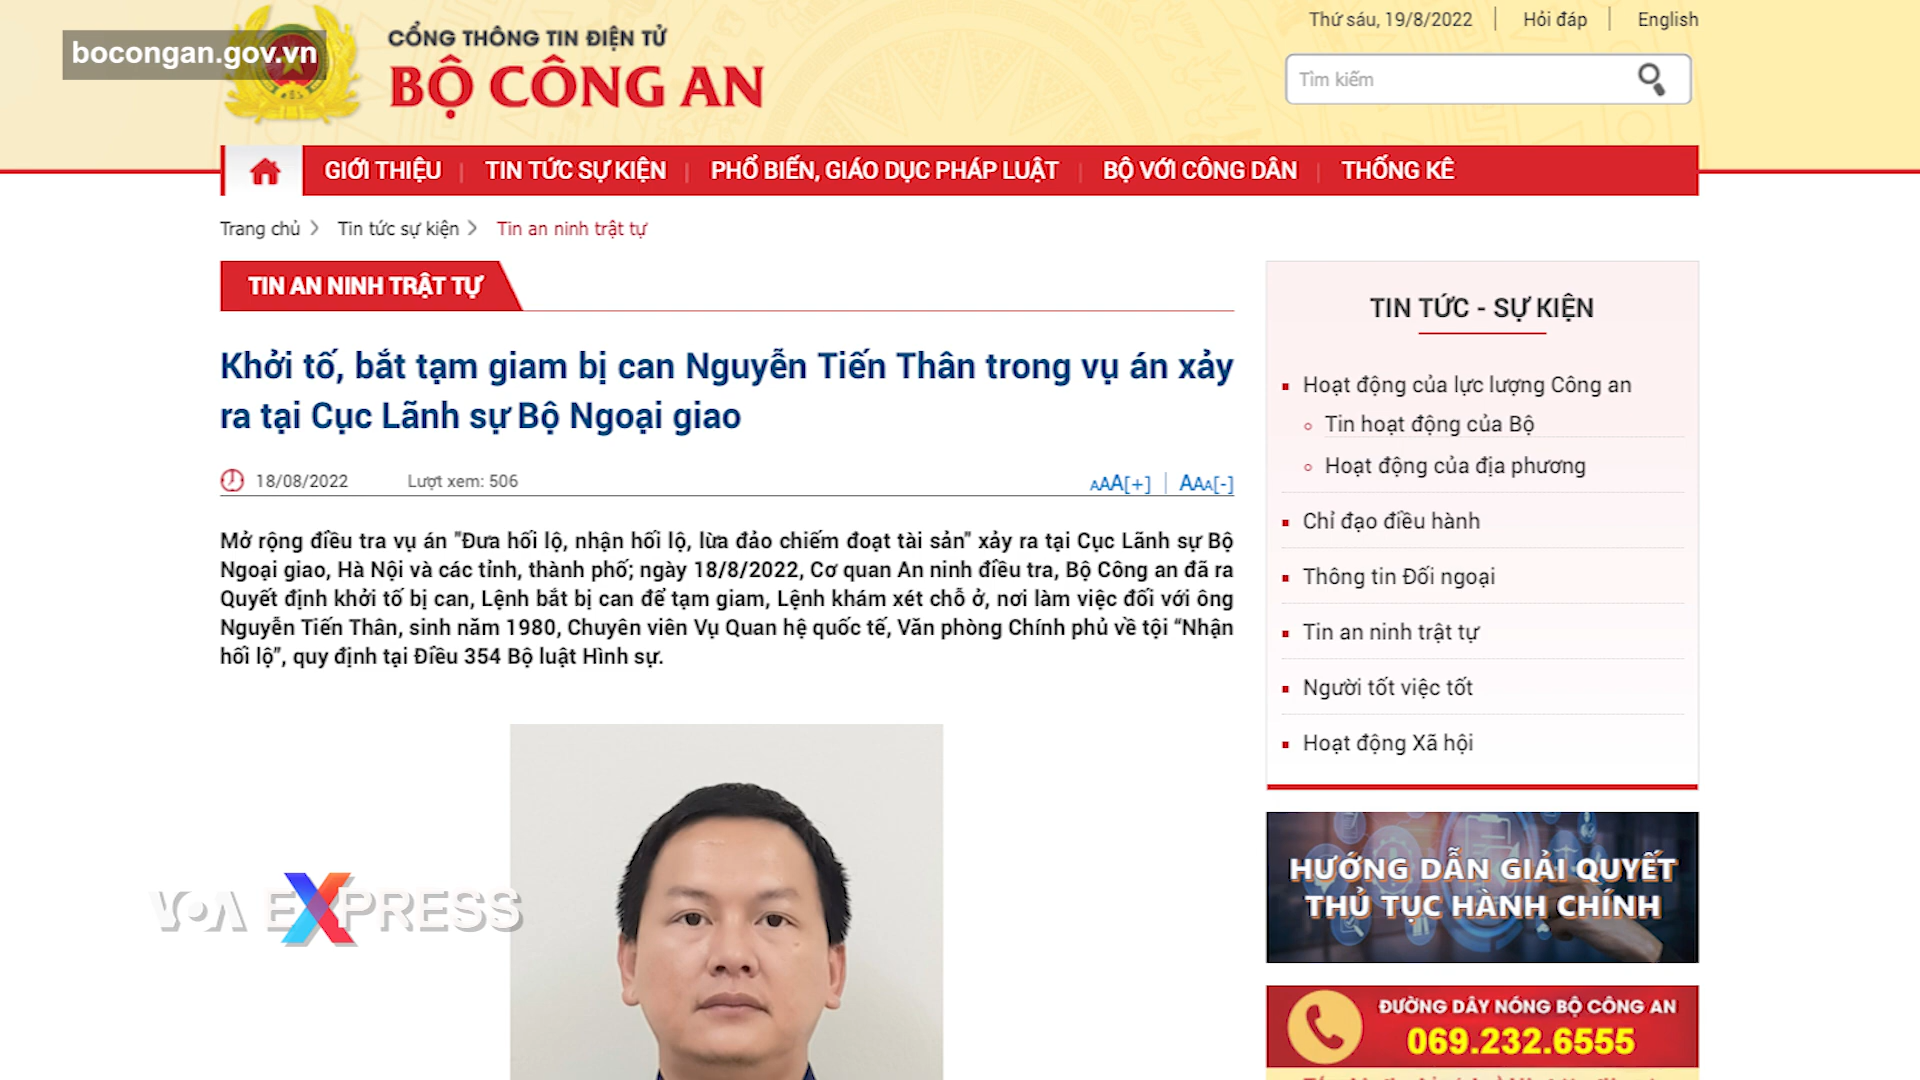 bocongan.gov.vn
CỔNG THÔNG TIN ĐIỆN TỬ
BỘ CÔNG AN
Thứ sáu, 19/8/2022
Hỏi đáp
English
Tìm kiếm
GIỚI THIỆU
TIN TỨC SỰ KIỆN
PHỔ BIẾN, GIÁO DỤC PHÁP LUẬT
BỘ VỚI CÔNG DÂN
THỐNG KÊ
Trang chủ
Tin tức sự kiện
Tin an ninh trật tự
TIN AN NINH TRẬT TỰ
Khởi tố, bắt tạm giam bị can Nguyễn Tiến Thân trong vụ án xảy
ra tại Cục Lãnh sự Bộ Ngoại giao
18/08/2022
Lượt xem: 506
AAA[+]
AAA[-]
Mở rộng điều tra vụ án "Đưa hối lộ, nhận hối lộ, lừa đảo chiếm đoạt tài sản" xảy ra tại Cục Lãnh sự Bộ
Ngoại giao, Hà Nội và các tỉnh, thành phố; ngày 18/8/2022, Cơ quan An ninh điều tra, Bộ Công an đã ra
Quyết định khởi tố bị can, Lệnh bắt bị can để tạm giam, Lệnh khám xét chỗ ở, nơi làm việc đối với ông
Nguyễn Tiến Thân, sinh năm 1980, Chuyên viên Vụ Quan hệ quốc tế, Văn phòng Chính phủ về tội “Nhận
hối lộ”, quy định tại Điều 354 Bộ luật Hình sự.
VOA EXPRESS
TIN TỨC - SỰ KIỆN
Hoạt động của lực lượng Công an
Tin hoạt động của Bộ
Hoạt động của địa phương
Chỉ đạo điều hành
Thông tin Đối ngoại
Tin an ninh trật tự
Người tốt việc tốt
Hoạt động Xã hội
HƯỚNG DẪN GIẢI QUYẾT
THỦ TỤC HÀNH CHÍNH
ĐƯỜNG DÂY NÓNG BỘ CÔNG AN
069.232.6555